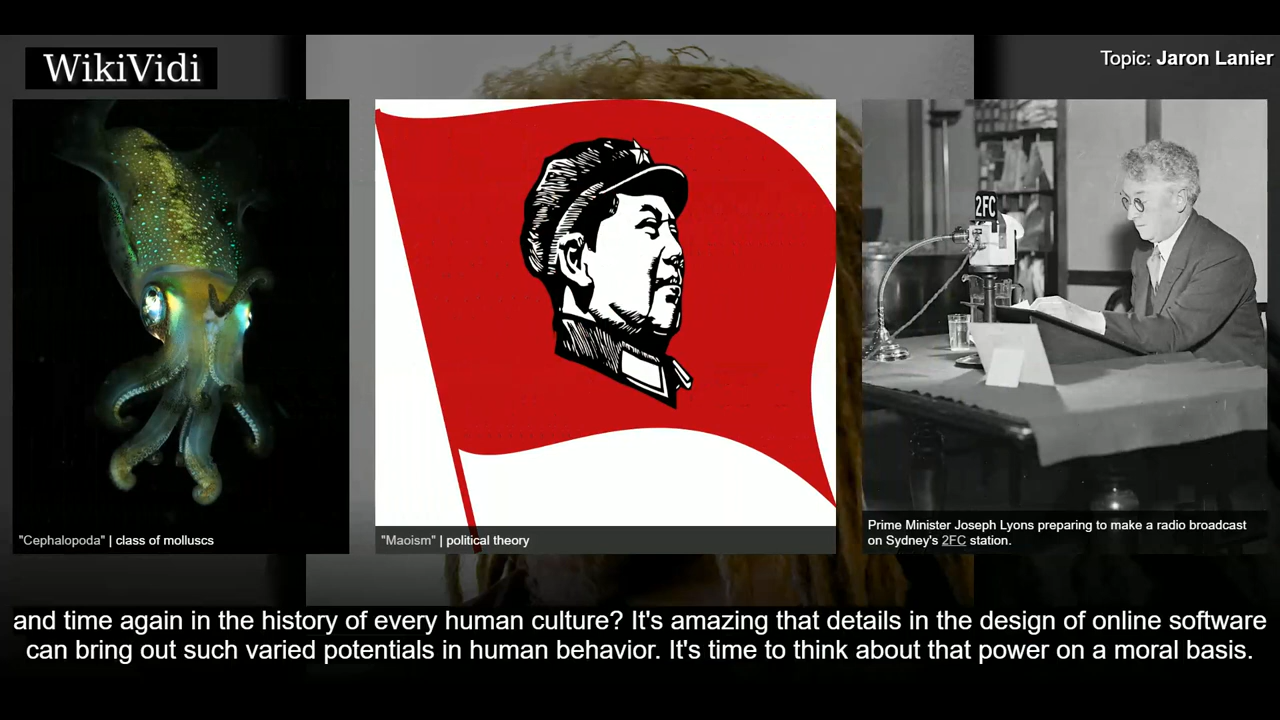 WikiVidi
Topic: Jaron Lanier
2FC
"Cephalopoda" | class of molluscs
"Maoism" | political theory
Prime Minister Joseph Lyons preparing to make a radio broadcast
on Sydney's 2FC station.
and time again in the history of every human culture? It's amazing that details in the design of online software
can bring out such varied potentials in human behavior. It's time to think about that power on a moral basis.